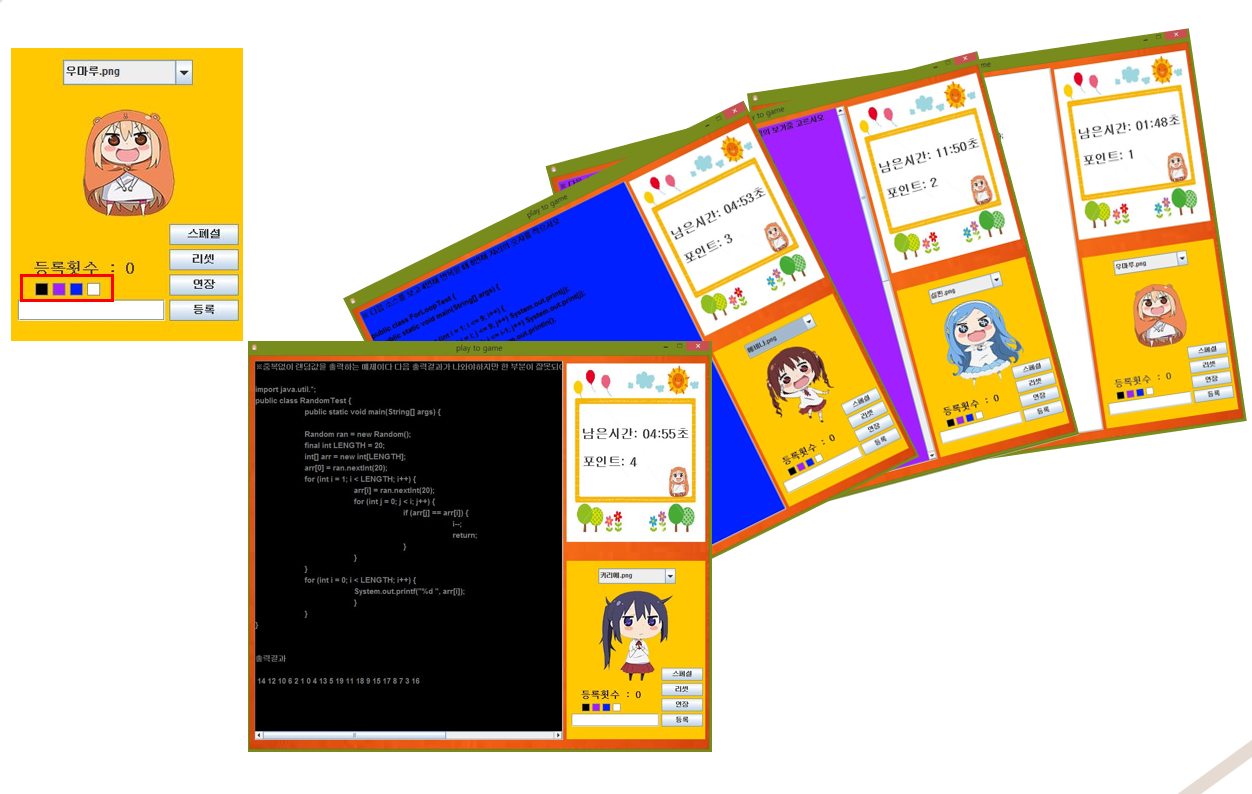 우마루.png
스페셜
리셋
등록횟수 : 0
연장
등록
play to game
※중복없이 랜덤값을 출력하는 예제이다 다음 출력결과가 나와야하지만 한 부분이 잘못되어
import java.util.*;
public class RandomTest {
public static void main(String[] args) {
Random ran = new Random();
final int LENGTH = 20;
int[] arr = new int[LENGTH];
arr[0] = ran.nextInt(20);
for (int i = 1; i < LENGTH; i++) {
arr[i] = ran.nextInt(20);
for (int j = 0; j < i; j++) {
if (arr[j] == arr[i]) {
i--;
return;
}
}
}
for (int i = 0; i < LENGTH; i++) {
System.out.printf("%d ", arr[i]);
}
}
}
출력결과
14 12 10 6 2 1 0 4 13 5 19 11 18 9 15 17 8 7 3 16
남은시간: 04:55초
포인트: 4
카리에.png
스페셜
리셋
등록횟수 : 0
연장
등록
play to game
public class ForLoopTest {
public static void main(String[] args) {
남은시간: 04:53초
포인트: 3
스페셜
리셋
등록횟수 : 0
연장
등록
y to game
보기를 고르시오
남은시간: 11:50초
포인트: 2
실핀.png
스페셜
리셋
등록횟수 : 0
연장
등록
me
남은시간: 01:48초
포인트: 1
우마루.png
스페셜
리셋
등록횟수 : 0
연장
등록